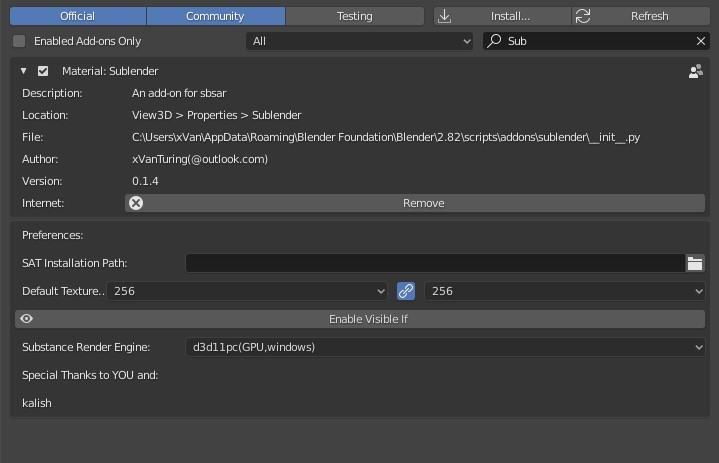 Official Community Testing Install... Refresh
Enabled Add-ons Only All Sub
Material: Sublender
Description: An add-on for sbsar
Location: View3D > Properties > Sublender
File: C:\Users\xVan\AppData\Roaming\Blender Foundation\Blender\2.82\scripts\addons\sublender\__init__.py
Author: xVanTuring(@outlook.com)
Version: 0.1.4
Internet: Remove
Preferences:
SAT Installation Path:
Default Texture.. 256 256
Enable Visible If
Substance Render Engine: d3d11pc(GPU,windows)
Special Thanks to YOU and:
kalish